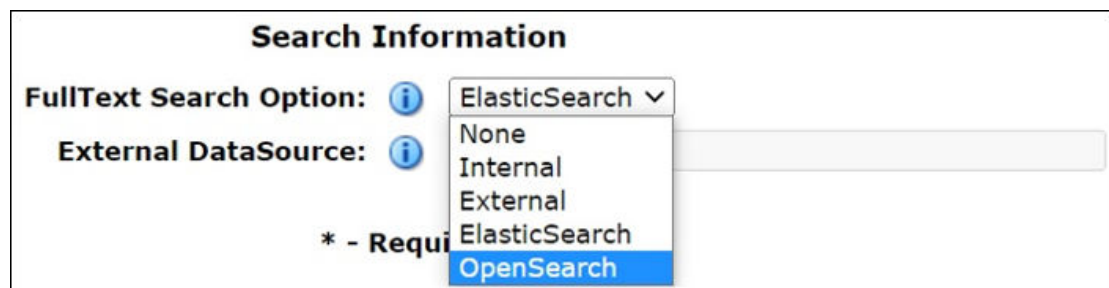 Search Information
FullText Search Option: ElasticSearch
External DataSource:
None
Internal
External
ElasticSearch
OpenSearch
* - Requi